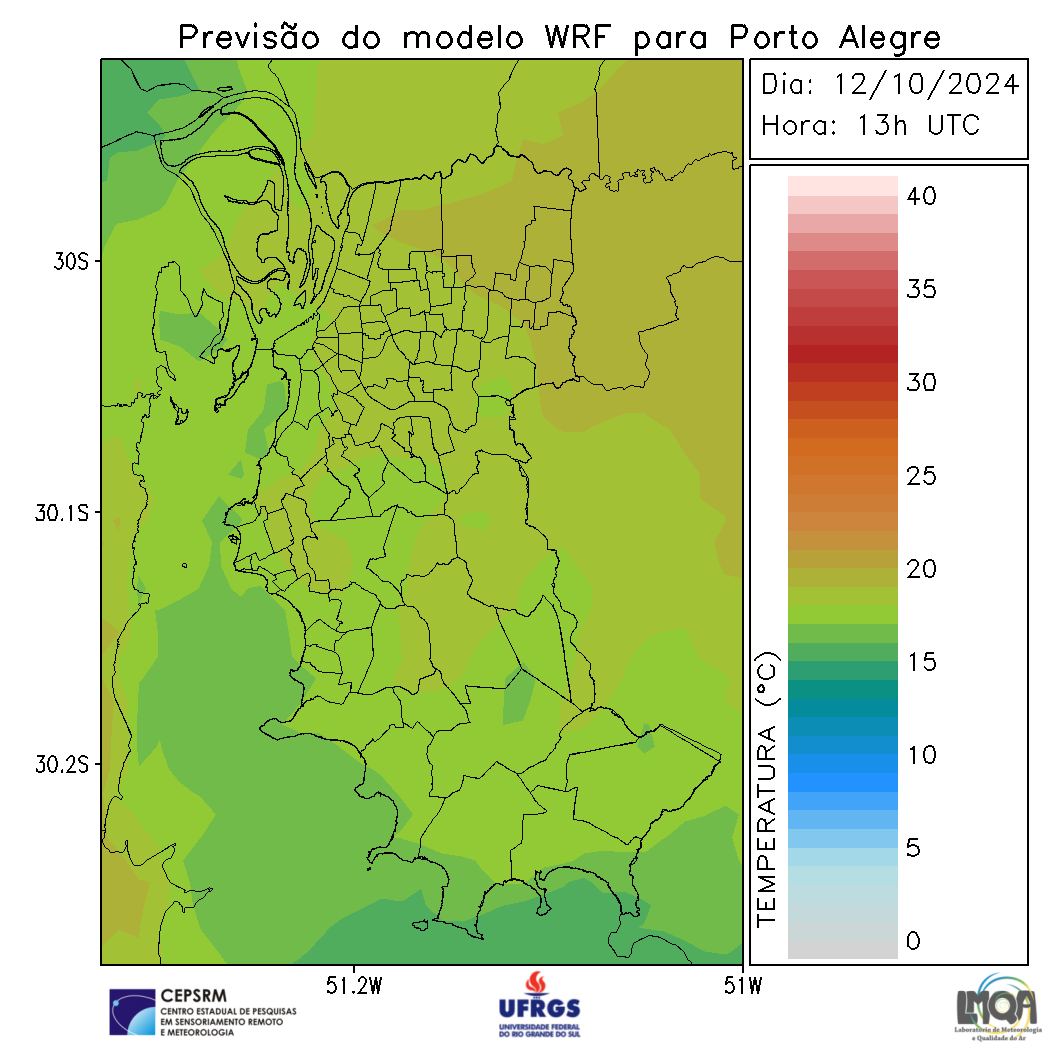 Previsão do modelo WRF para Porto Alegre
Dia: 12/10/2024
Hora: 13h UTC
30S
30.1S
30.2S
51.2W
51W
40
35
30
25
20
15
10
5
0
TEMPERATURA (°C)
CEPSRM
CENTRO ESTADUAL DE PESQUISAS
EM SENSORIAMENTO REMOTO
E METEOROLOGIA
UFRGS
UNIVERSIDADE FEDERAL
DO RIO GRANDE DO SUL
LMQA
Laboratório de Meteorologia
e Qualidade do Ar